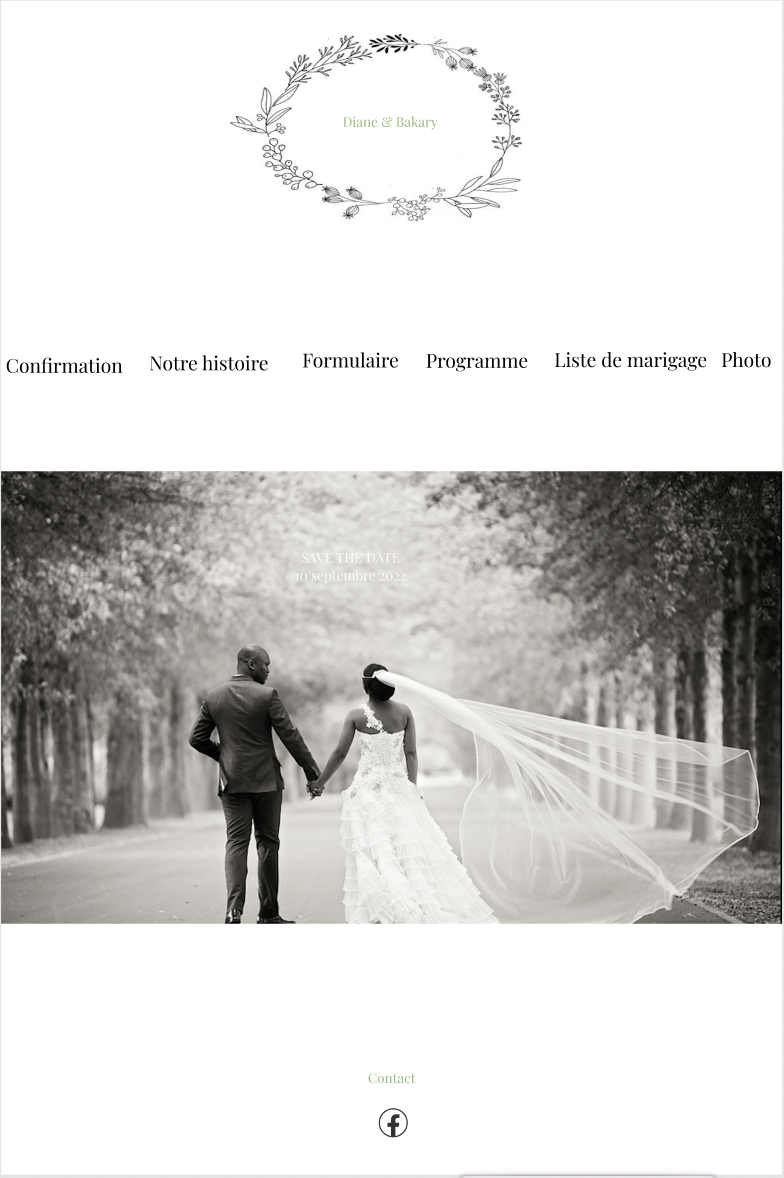 Diane & Bakary
Confirmation Notre histoire Formulaire Programme Liste de marigage Photo
SAVE THE DATE
10 septembre 2022
Contact